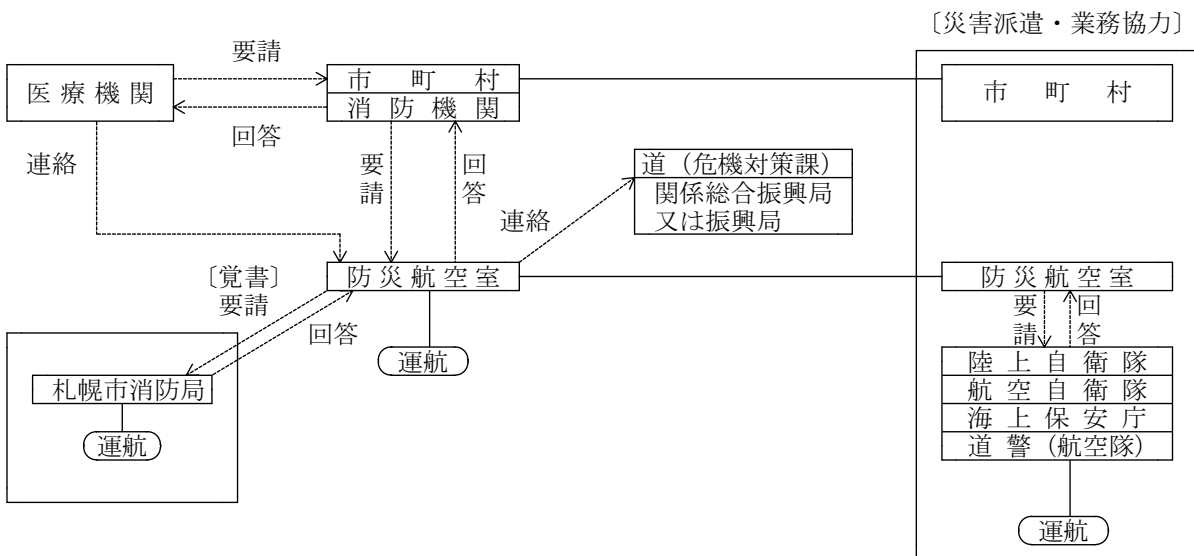 〔災害派遣・業務協力〕
要請
医療機関
市町村
消防機関
市町村
回答
連絡
要請
回答
道（危機対策課）
関係総合振興局
又は振興局
連絡
〔覚書〕
要請
防災航空室
防災航空室
回答
要請
回答
運航
札幌市消防局
運航
陸上自衛隊
航空自衛隊
海上保安庁
道警（航空隊）
運航